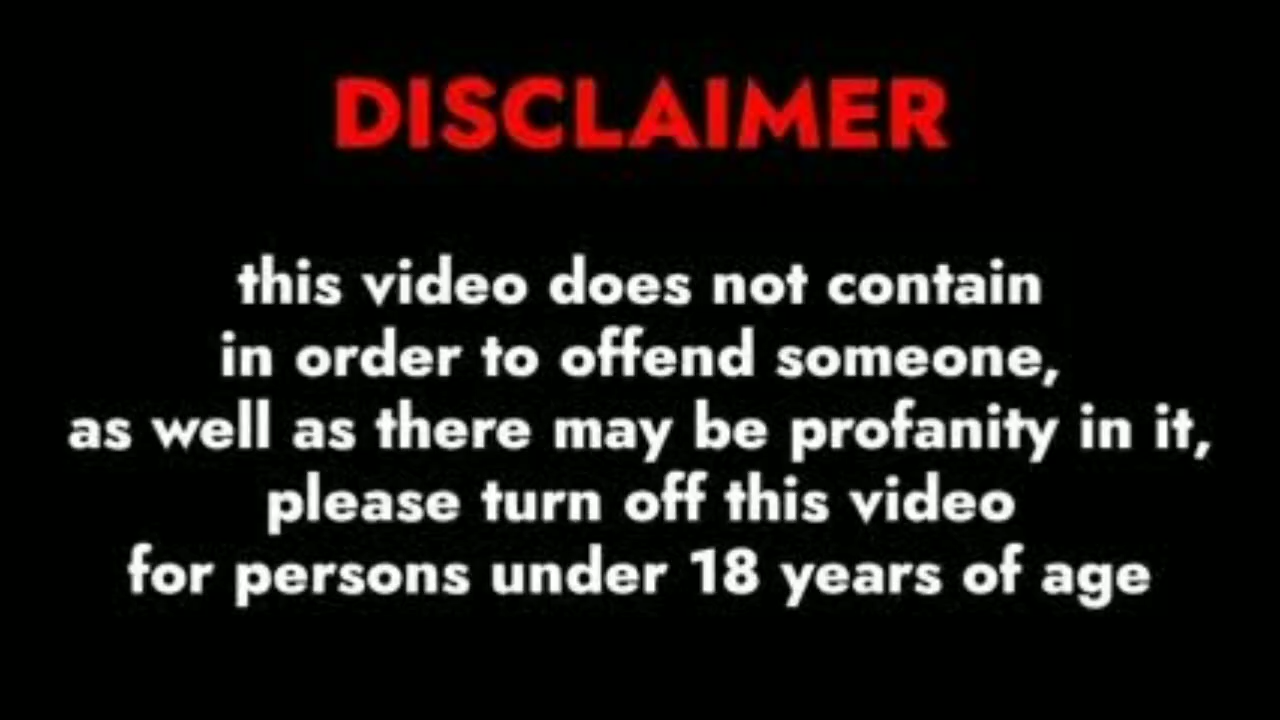 DISCLAIMER
this video does not contain
in order to offend someone,
as well as there may be profanity in it,
please turn off this video
for persons under 18 years of age